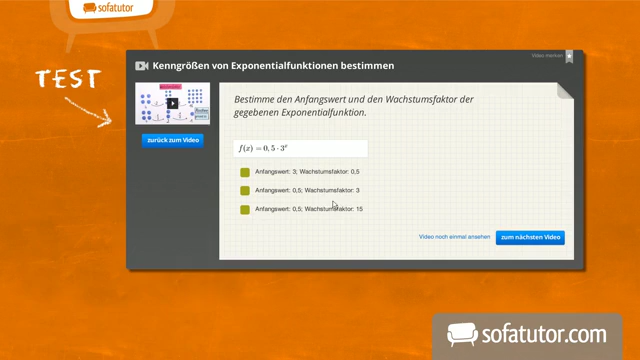 sofatutor
Video merken
Kenngrößen von Exponentialfunktionen bestimmen
TEST
zurück zum Video
Bestimme den Anfangswert und den Wachstumsfaktor der
gegebenen Exponentialfunktion.
f(x) = 0,5 · 3ˣ
Anfangswert: 3; Wachstumsfaktor: 0,5
Anfangswert: 0,5; Wachstumsfaktor: 3
Anfangswert: 0,5; Wachstumsfaktor: 15
Video noch einmal ansehen
zum nächsten Video
sofatutor.com